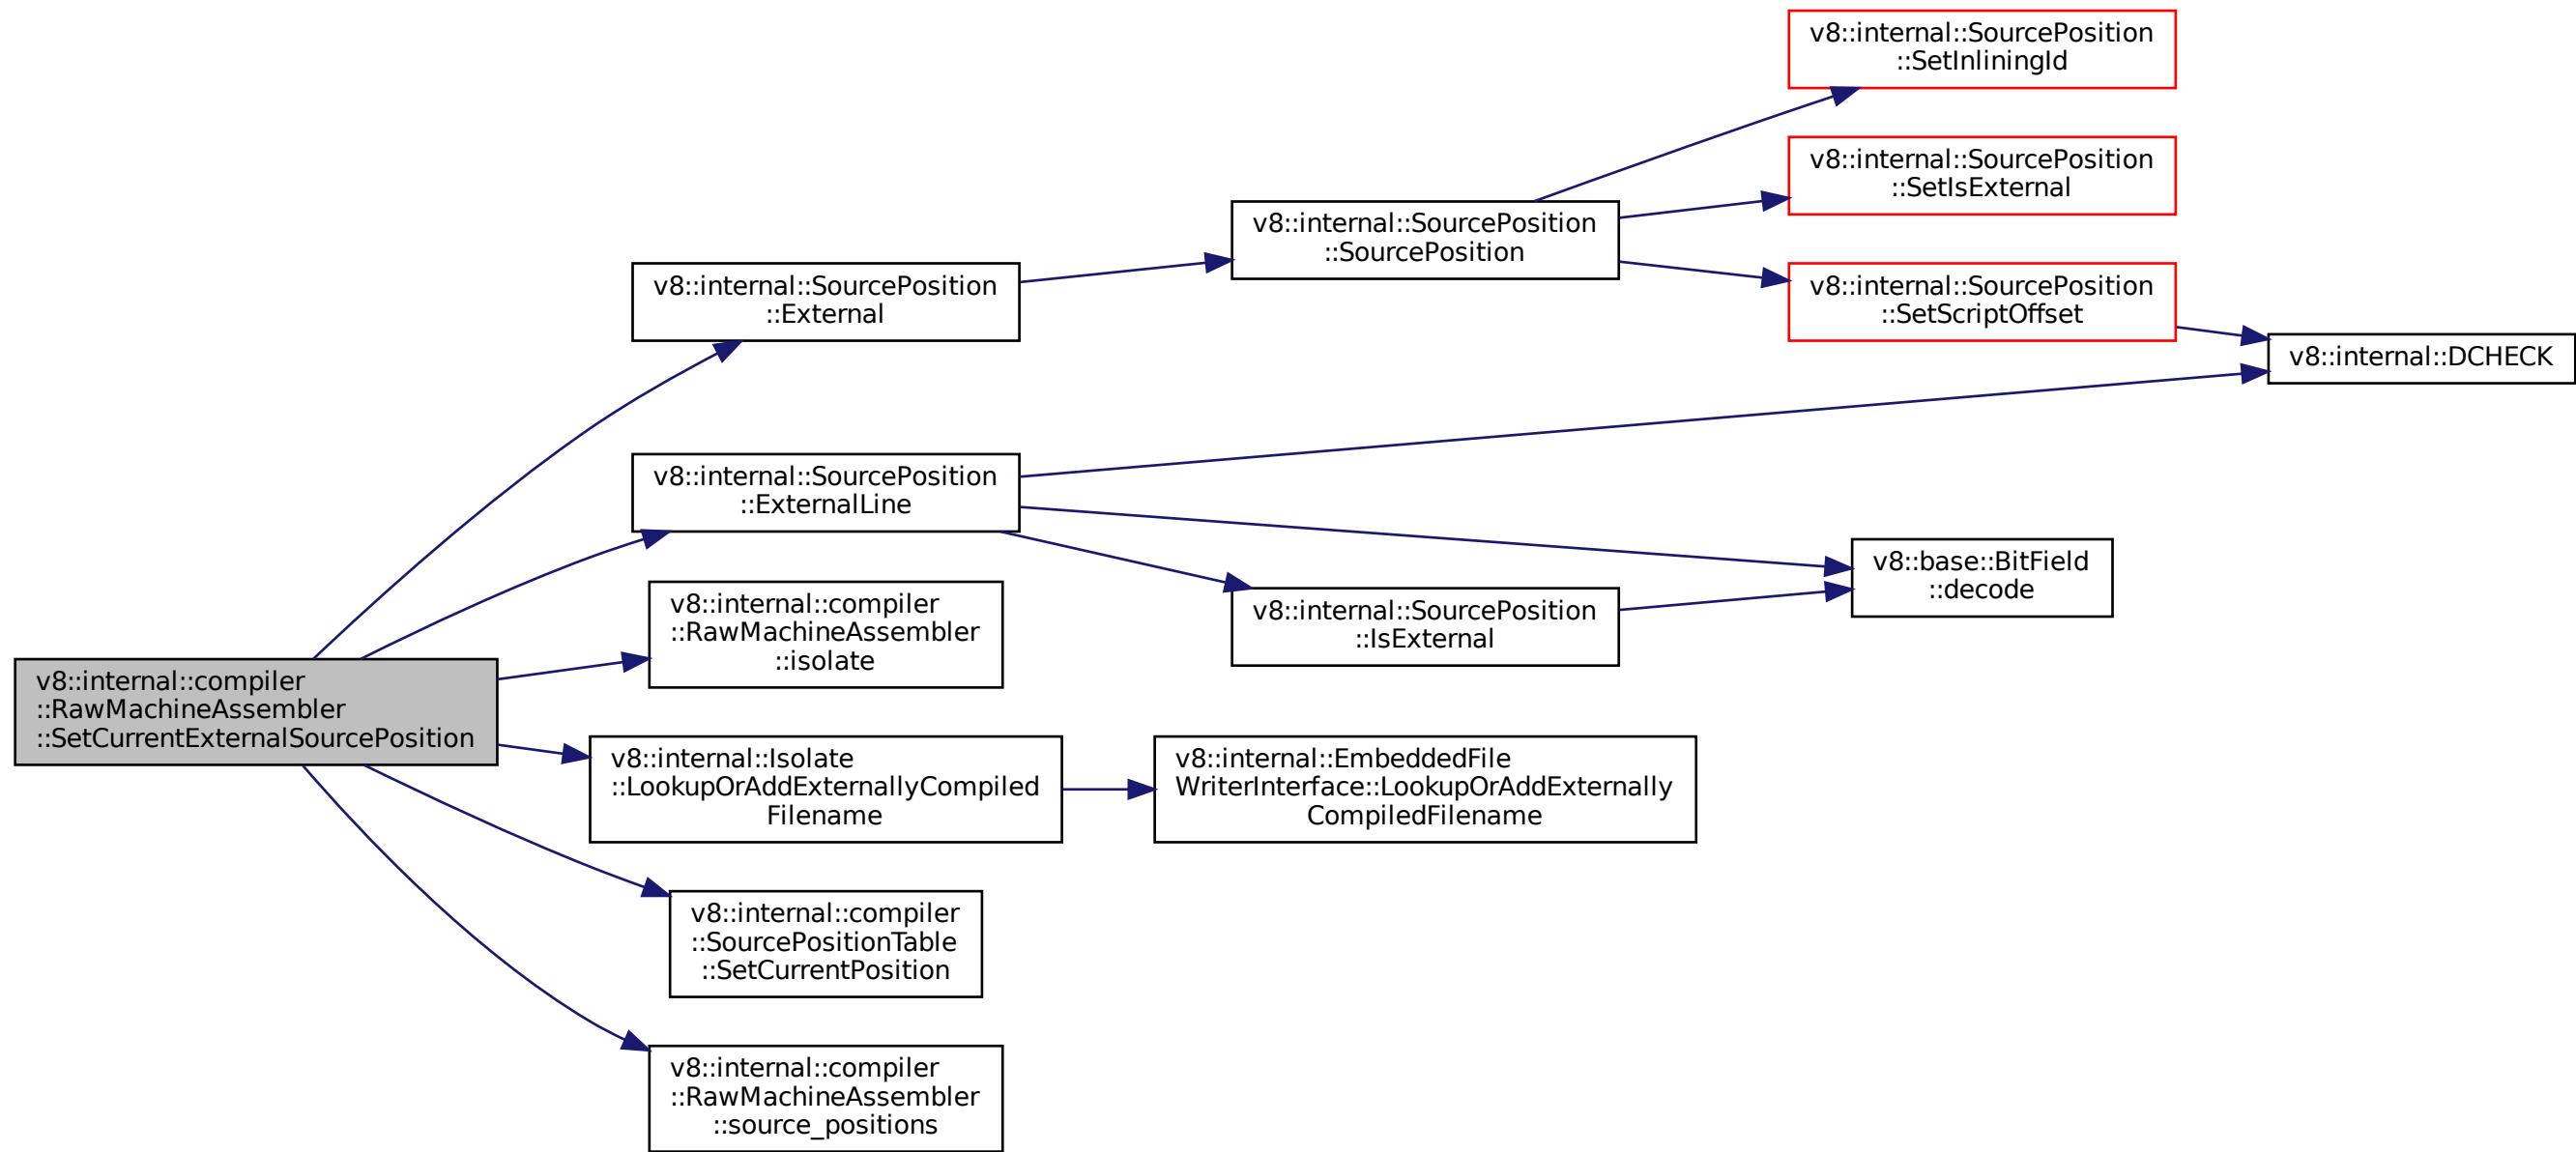 v8::internal::SourcePosition
::SetInliningId
v8::internal::SourcePosition
::SetIsExternal
v8::internal::SourcePosition
::SourcePosition
v8::internal::SourcePosition
::External
v8::internal::SourcePosition
::SetScriptOffset
v8::internal::DCHECK
v8::internal::SourcePosition
::ExternalLine
v8::base::BitField
::decode
v8::internal::compiler
::RawMachineAssembler
::isolate
v8::internal::SourcePosition
::IsExternal
v8::internal::compiler
::RawMachineAssembler
::SetCurrentExternalSourcePosition
v8::internal::Isolate
::LookupOrAddExternallyCompiled
Filename
v8::internal::EmbeddedFile
WriterInterface::LookupOrAddExternally
CompiledFilename
v8::internal::compiler
::SourcePositionTable
::SetCurrentPosition
v8::internal::compiler
::RawMachineAssembler
::source_positions